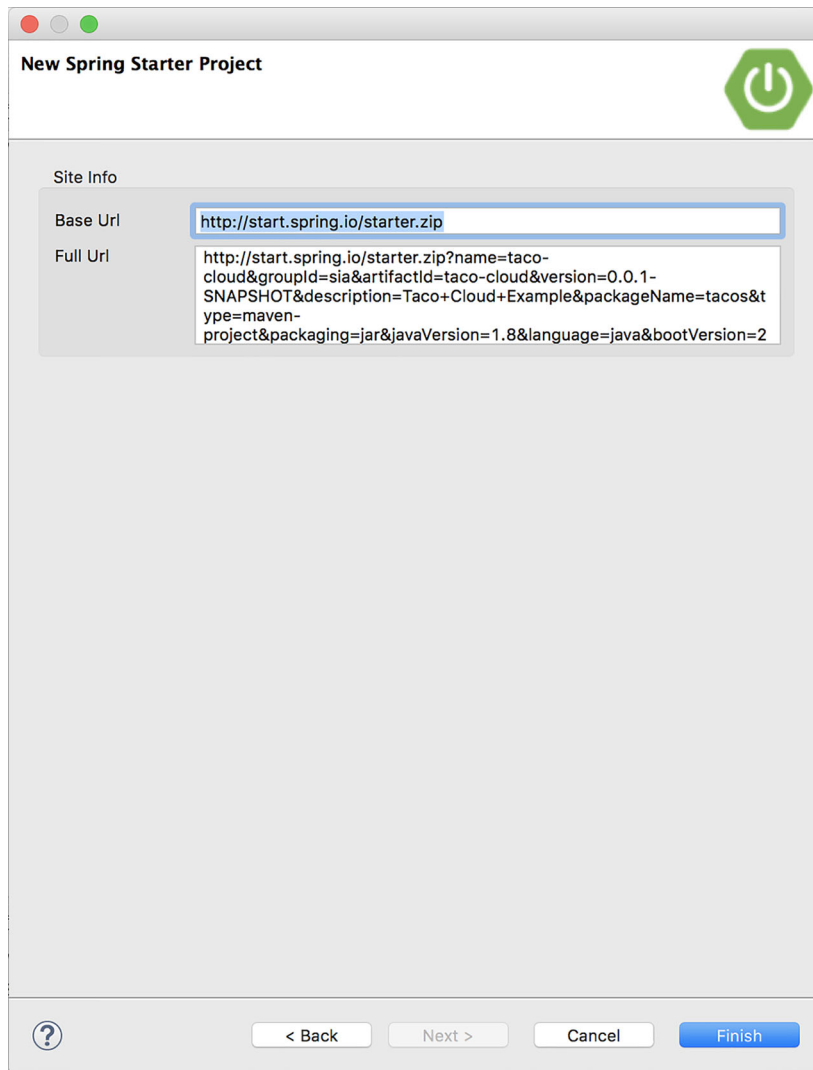 New Spring Starter Project
Site Info
Base Url
http://start.spring.io/starter.zip
Full Url
http://start.spring.io/starter.zip?name=taco-
cloud&groupId=sia&artifactId=taco-cloud&version=0.0.1-
SNAPSHOT&description=Taco+Cloud+Example&packageName=tacos&t
ype=maven-
project&packaging=jar&javaVersion=1.8&language=java&bootVersion=2
?
< Back
Next >
Cancel
Finish